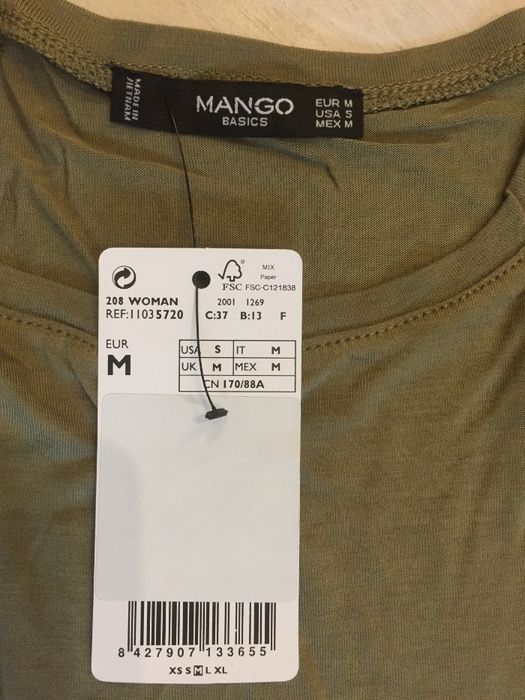 MADE IN
VIETNAM
MANGO
BASICS
EUR M
USA S
MEX M
FSC
MIX
Paper
FSC-C121838
208 WOMAN
2001 1269
REF:11035720
C:37 B:13 F
EUR
M
USA S IT M
UK M MEX M
CN 170/88A
8 427907 133655
XS S M L XL